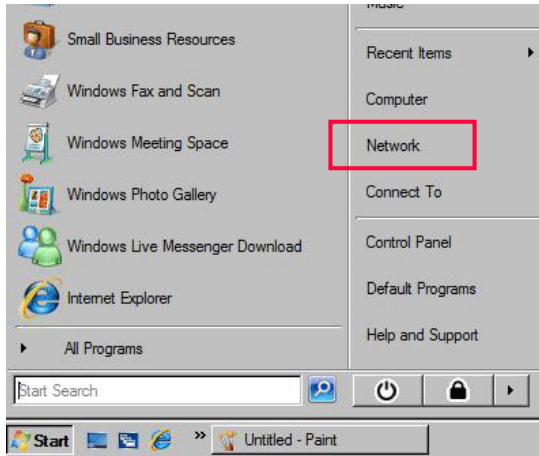 Music
Small Business Resources
Windows Fax and Scan
Windows Meeting Space
Windows Photo Gallery
Windows Live Messenger Download
Internet Explorer
All Programs
Start Search
Recent Items
Computer
Network
Connect To
Control Panel
Default Programs
Help and Support
Start
Untitled - Paint